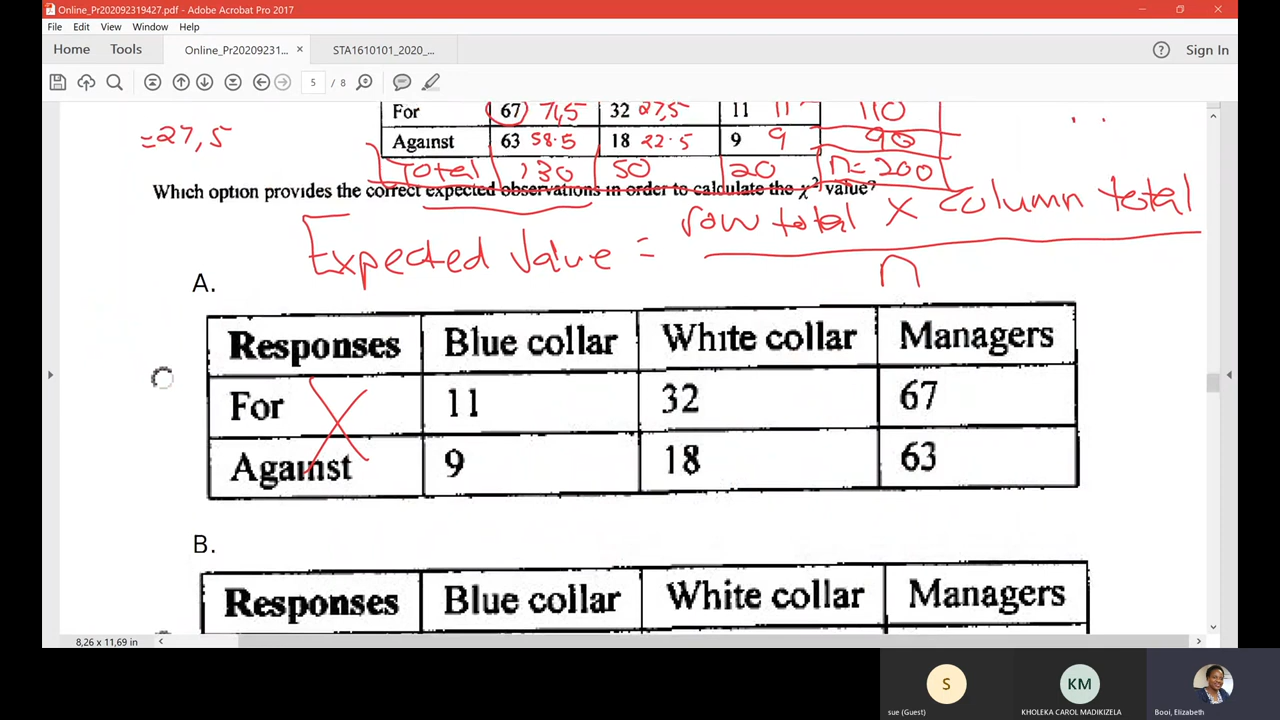 Online_Pr202092319427.pdf - Adobe Acrobat Pro 2017
File Edit View Window Help
Home Tools Online_Pr20209231... × STA1610101_2020_... Sign In
5 / 8
For 67 71,5 32 27,5 11 11 110
=27,5
Against 63 58.5 18 22.5 9 9 90
Total 130 50 20 n=200
Which option provides the correct expected observations in order to calculate the χ² value?
Expected Value = row total × column total
n
A.
Responses Blue collar White collar Managers
For 11 32 67
Against 9 18 63
B.
Responses Blue collar White collar Managers
8,26 x 11,69 in
S KM
sue (Guest) KHOLEKA CAROL MADIKIZELA Booi, Elizabeth